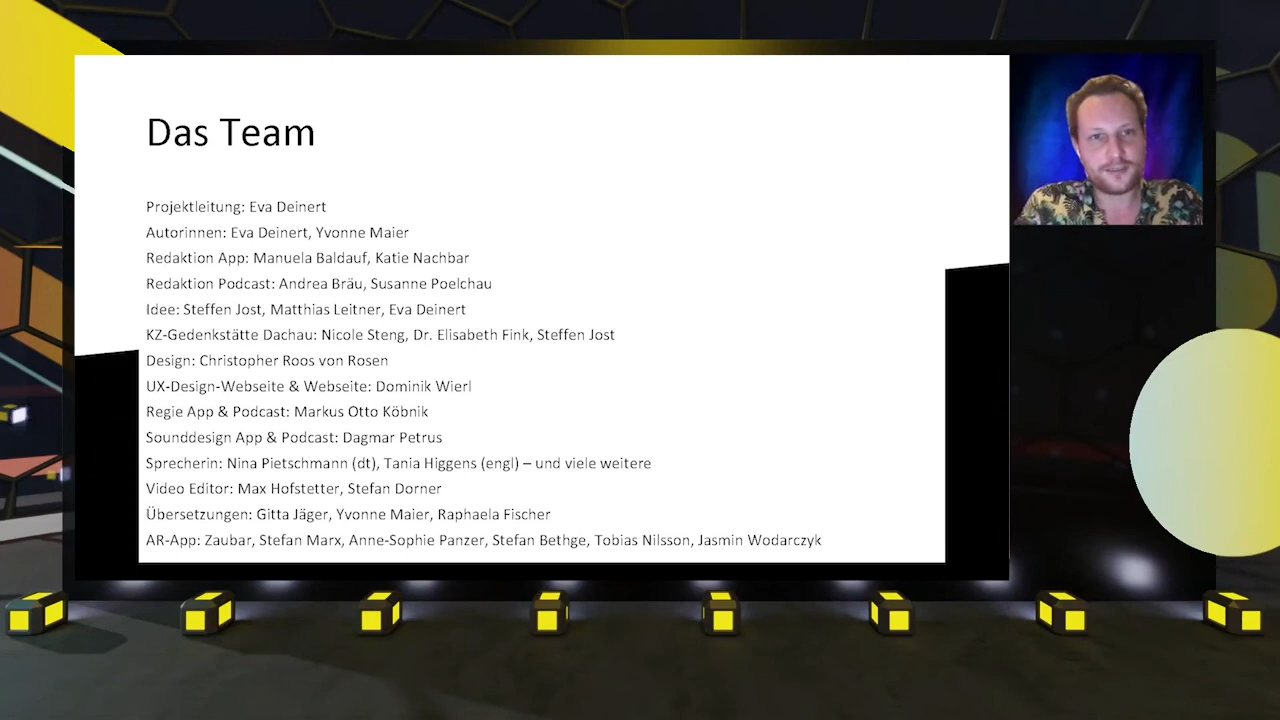 Das Team
Projektleitung: Eva Deinert
Autorinnen: Eva Deinert, Yvonne Maier
Redaktion App: Manuela Baldauf, Katie Nachbar
Redaktion Podcast: Andrea Bräu, Susanne Poelchau
Idee: Steffen Jost, Matthias Leitner, Eva Deinert
KZ-Gedenkstätte Dachau: Nicole Steng, Dr. Elisabeth Fink, Steffen Jost
Design: Christopher Roos von Rosen
UX-Design-Webseite & Webseite: Dominik Wierl
Regie App & Podcast: Markus Otto Köbnik
Sounddesign App & Podcast: Dagmar Petrus
Sprecherin: Nina Pietschmann (dt), Tania Higgens (engl) – und viele weitere
Video Editor: Max Hofstetter, Stefan Dorner
Übersetzungen: Gitta Jäger, Yvonne Maier, Raphaela Fischer
AR-App: Zaubar, Stefan Marx, Anne-Sophie Panzer, Stefan Bethge, Tobias Nilsson, Jasmin Wodarczyk